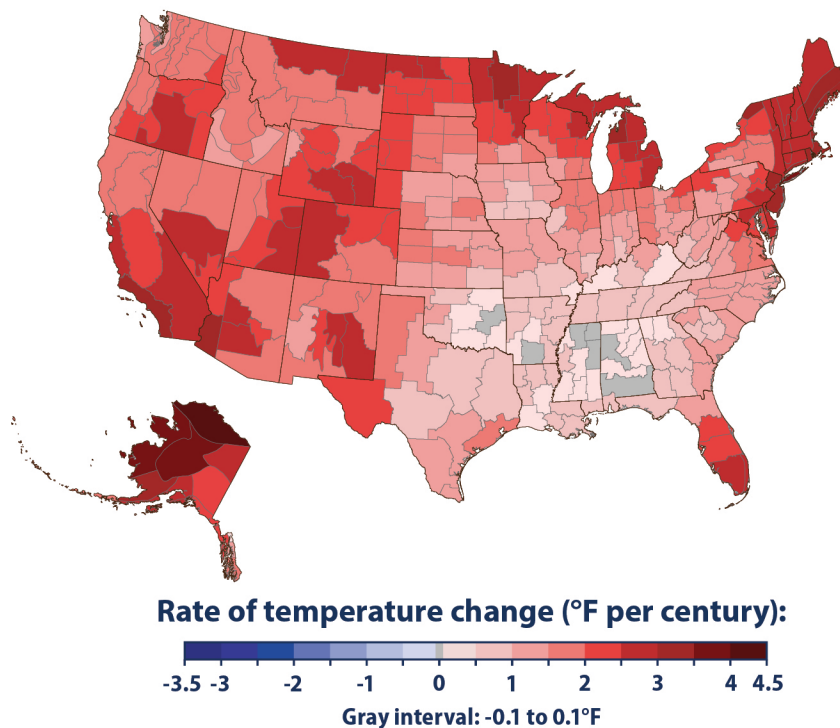 Rate of temperature change (°F per century):
-3.5 -3 -2 -1 0 1 2 3 4 4.5
Gray interval: -0.1 to 0.1°F